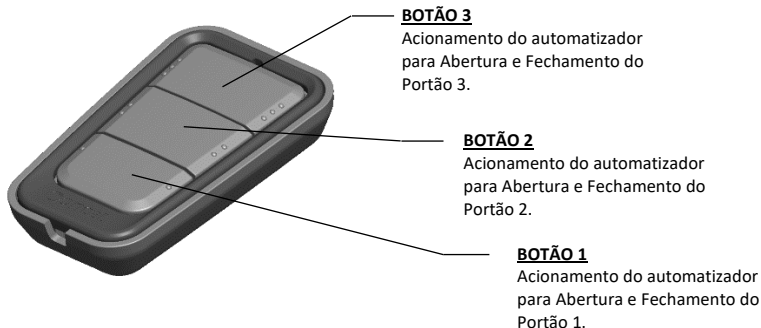 BOTÃO 3
Acionamento do automatizador
para Abertura e Fechamento do
Portão 3.
BOTÃO 2
Acionamento do automatizador
para Abertura e Fechamento do
Portão 2.
BOTÃO 1
Acionamento do automatizador
para Abertura e Fechamento do
Portão 1.